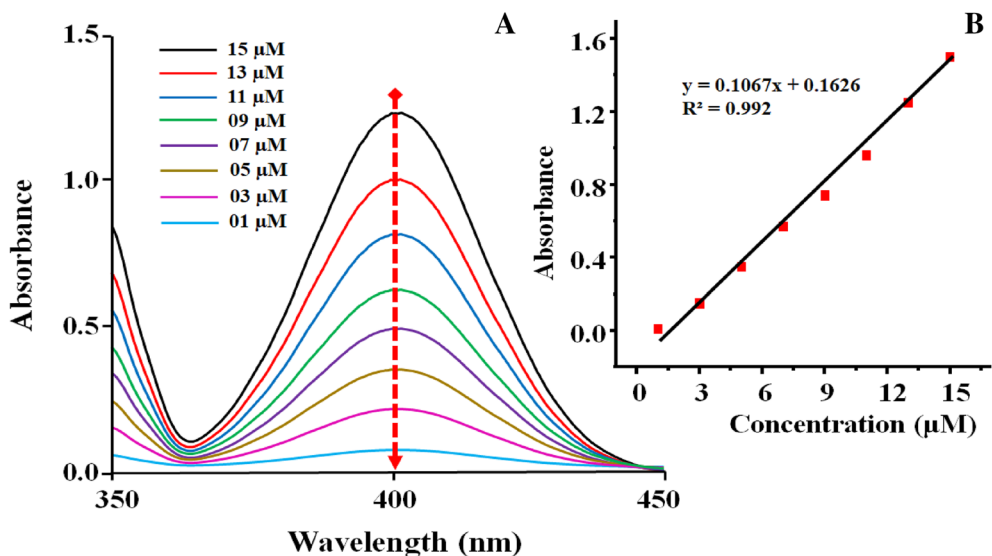 A
1.5
1.0
0.5
0.0
Absorbance
15 µM
13 µM
11 µM
09 µM
07 µM
05 µM
03 µM
01 µM
350
400
450
Wavelength (nm)
B
1.6
1.2
0.8
0.4
0.0
Absorbance
y = 0.1067x + 0.1626
R² = 0.992
0
3
6
9
12
15
Concentration (µM)